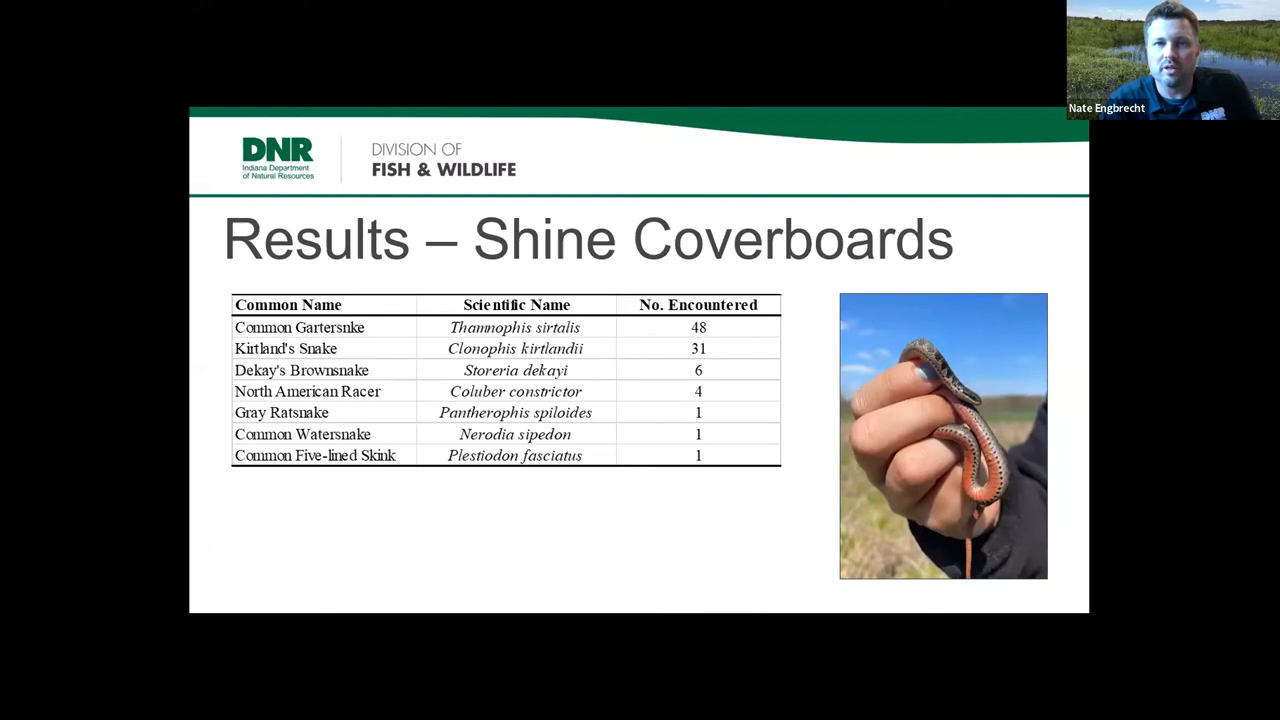 Nate Engbrecht
DNR
Indiana Department
of Natural Resources
DIVISION OF
FISH & WILDLIFE
Results – Shine Coverboards
Common Name Scientific Name No. Encountered
Common Gartersnke Thamnophis sirtalis 48
Kirtland's Snake Clonophis kirtlandii 31
Dekay's Brownsnake Storeria dekayi 6
North American Racer Coluber constrictor 4
Gray Ratsnake Pantherophis spiloides 1
Common Watersnake Nerodia sipedon 1
Common Five-lined Skink Plestiodon fasciatus 1